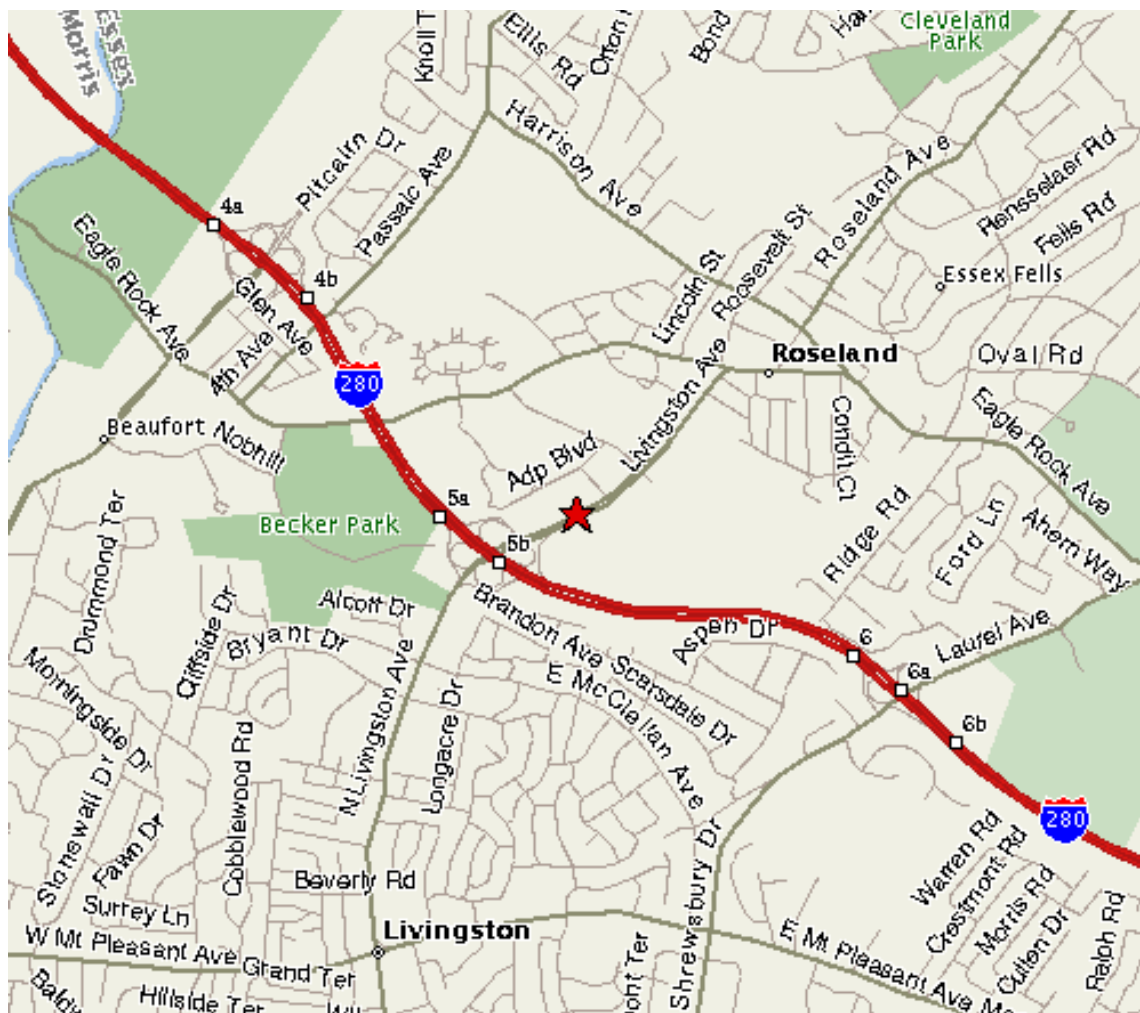 Essex
Morris
Knoll T
Ellis Rd
Orton
Bond
Cleveland
Park
Harrison Ave
Pitcairn Dr
Passaic Ave
4a
4b
Eagle Rock Ave
Glen Ave
4th Ave
280
Roseland Ave
Rensselaer Rd
Fells Rd
Essex Fells
Lincoln St
Roosevelt St
Roseland
Oval Rd
Livingston Ave
Eagle Rock Ave
Beaufort
Nobhill
Adp Blvd
Condit Ct
Ridge Rd
Ford Ln
Ahern Way
Drummond Ter
Becker Park
5a
5b
Alcott Dr
Bryant Dr
Cliffside Dr
Brandon Ave
Scarsdale Dr
Aspen Dr
6
6a
6b
Laurel Ave
E McClellan Ave
Morningside Dr
N Livingston Ave
Longacre Dr
Cobblewood Rd
Stonewall Dr
Fawn Dr
280
Shrewsbury Dr
Warren Rd
Crestmont Rd
Morris Rd
Cullen Dr
Ralph Rd
Beverly Rd
Surrey Ln
Livingston
W Mt Pleasant Ave
Grand Ter
E Mt Pleasant Ave
Hillside Ter
ont Ter